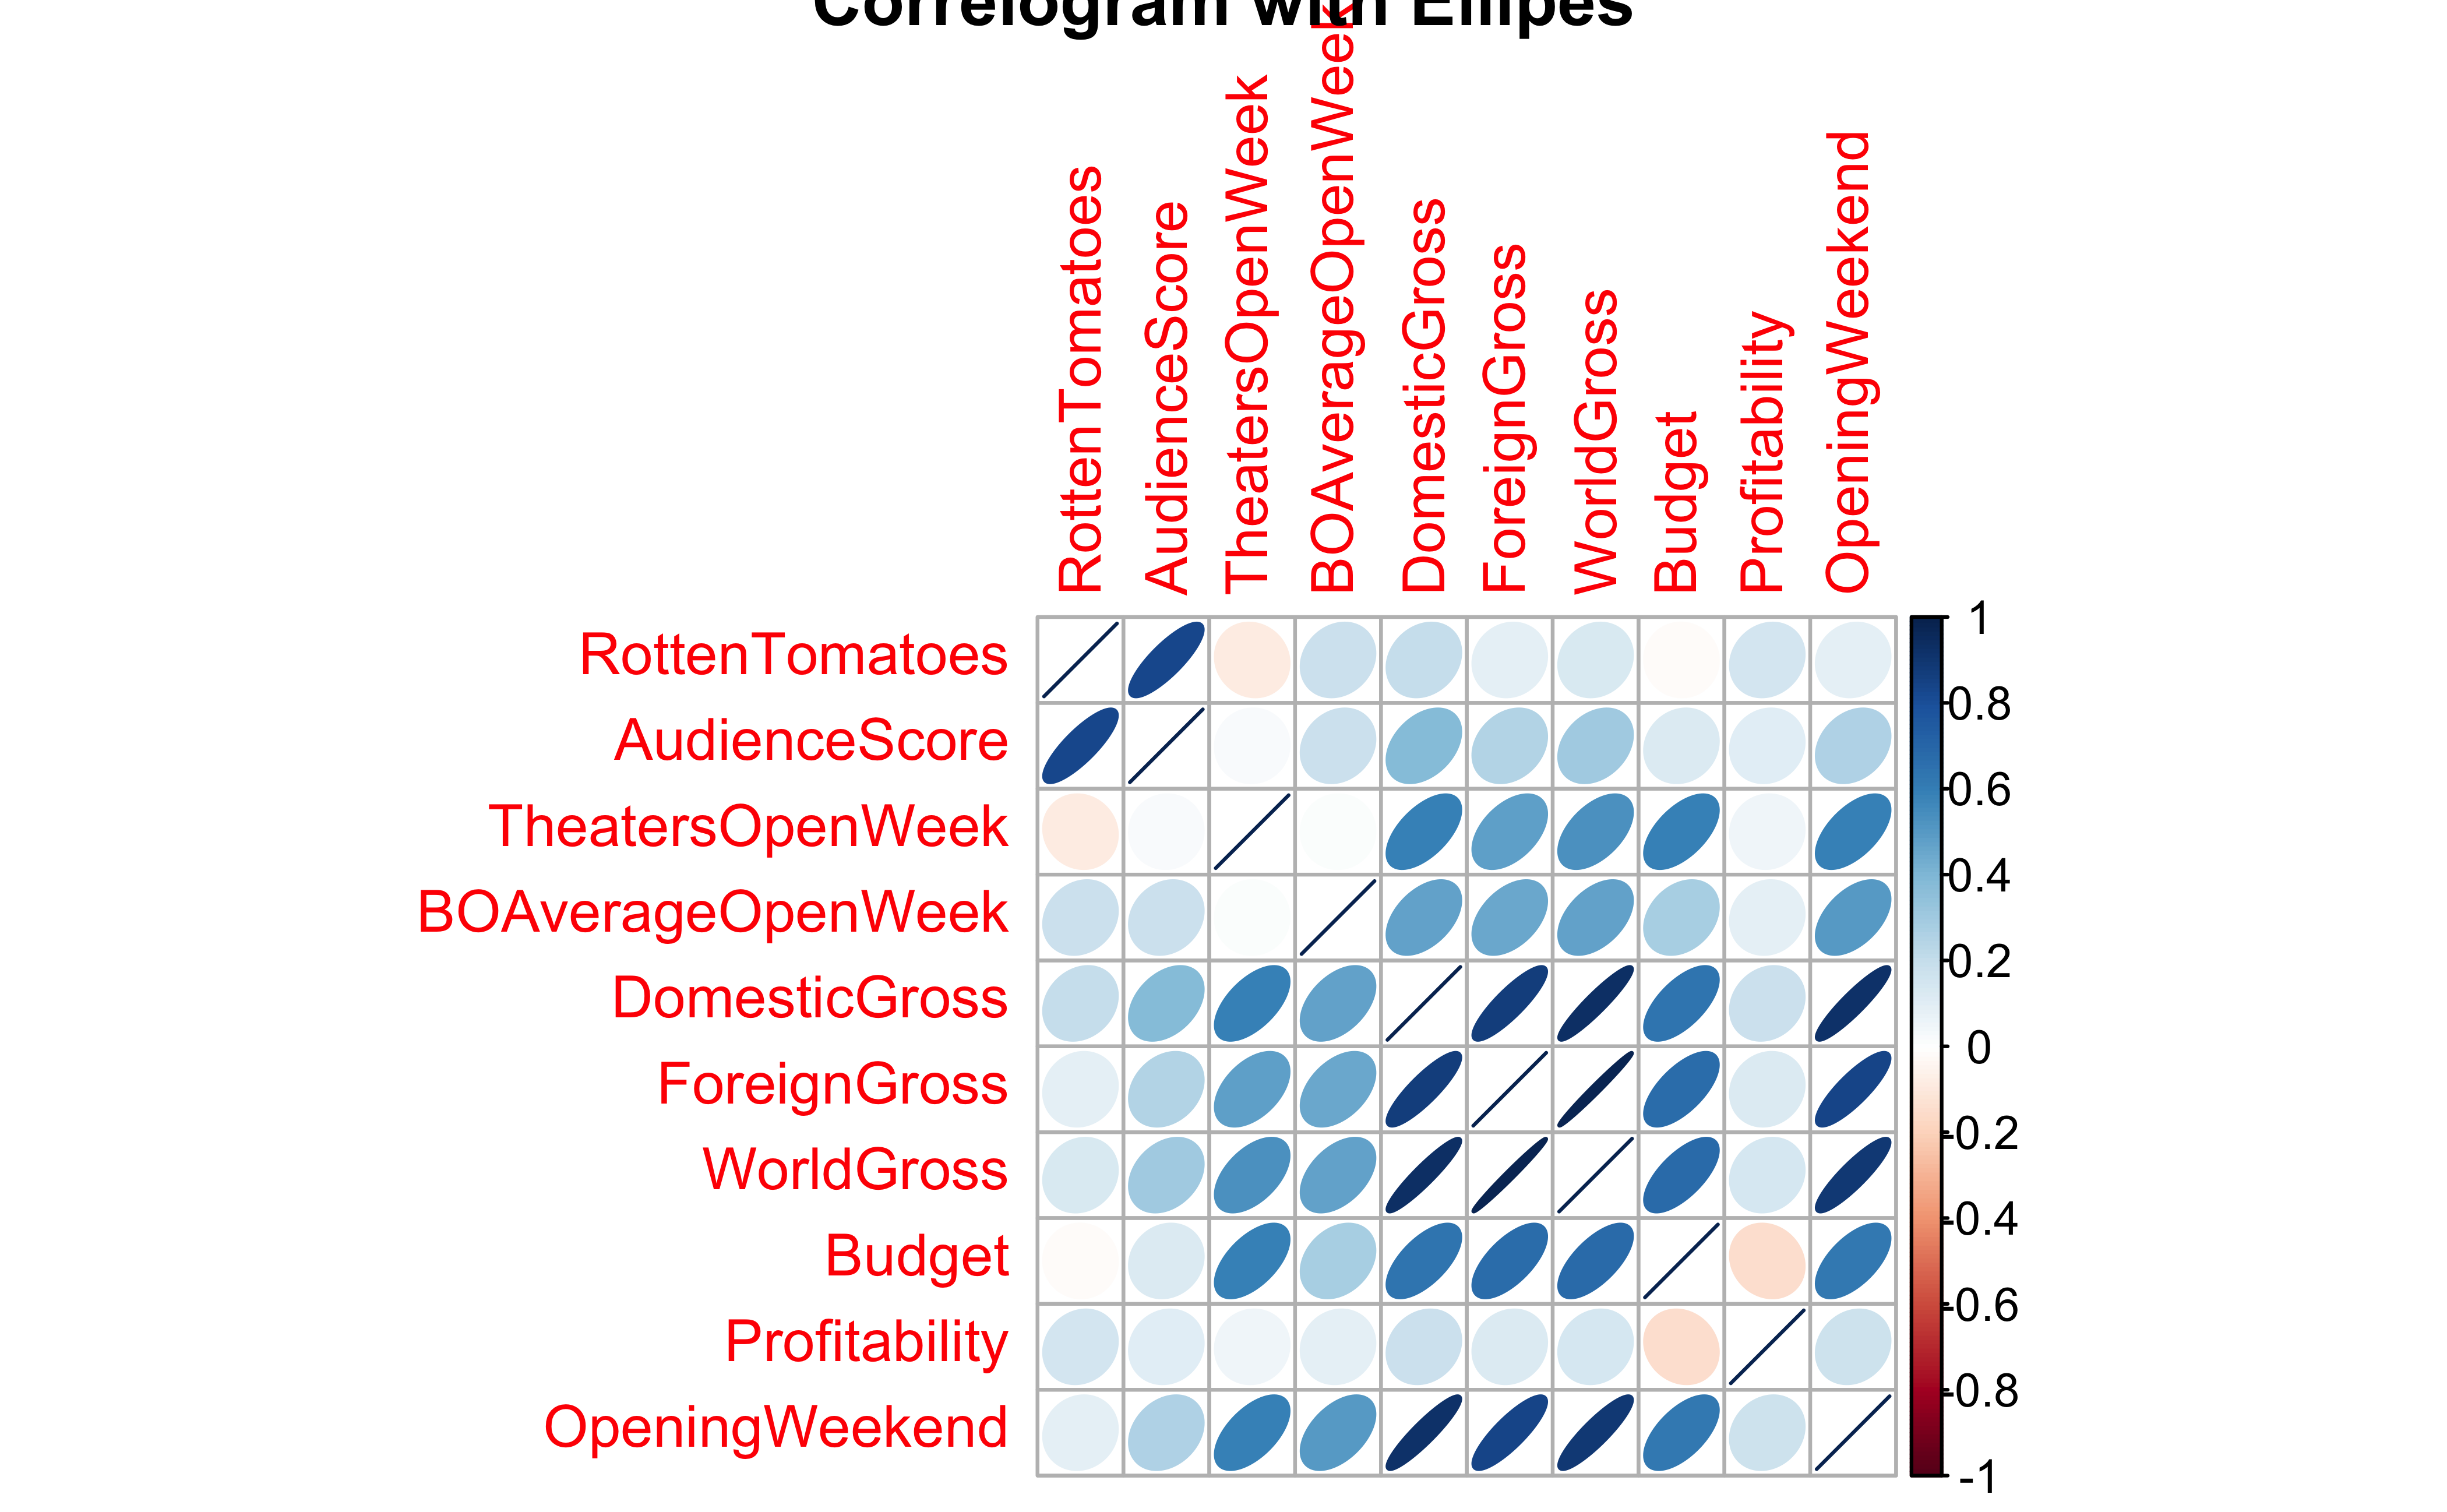 Correlogram with Ellipes
RottenTomatoes
AudienceScore
TheatersOpenWeek
BOAverageOpenWeek
DomesticGross
ForeignGross
WorldGross
Budget
Profitability
OpeningWeekend
RottenTomatoes
AudienceScore
TheatersOpenWeek
BOAverageOpenWeek
DomesticGross
ForeignGross
WorldGross
Budget
Profitability
OpeningWeekend
1
0.8
0.6
0.4
0.2
0
-0.2
-0.4
-0.6
-0.8
-1